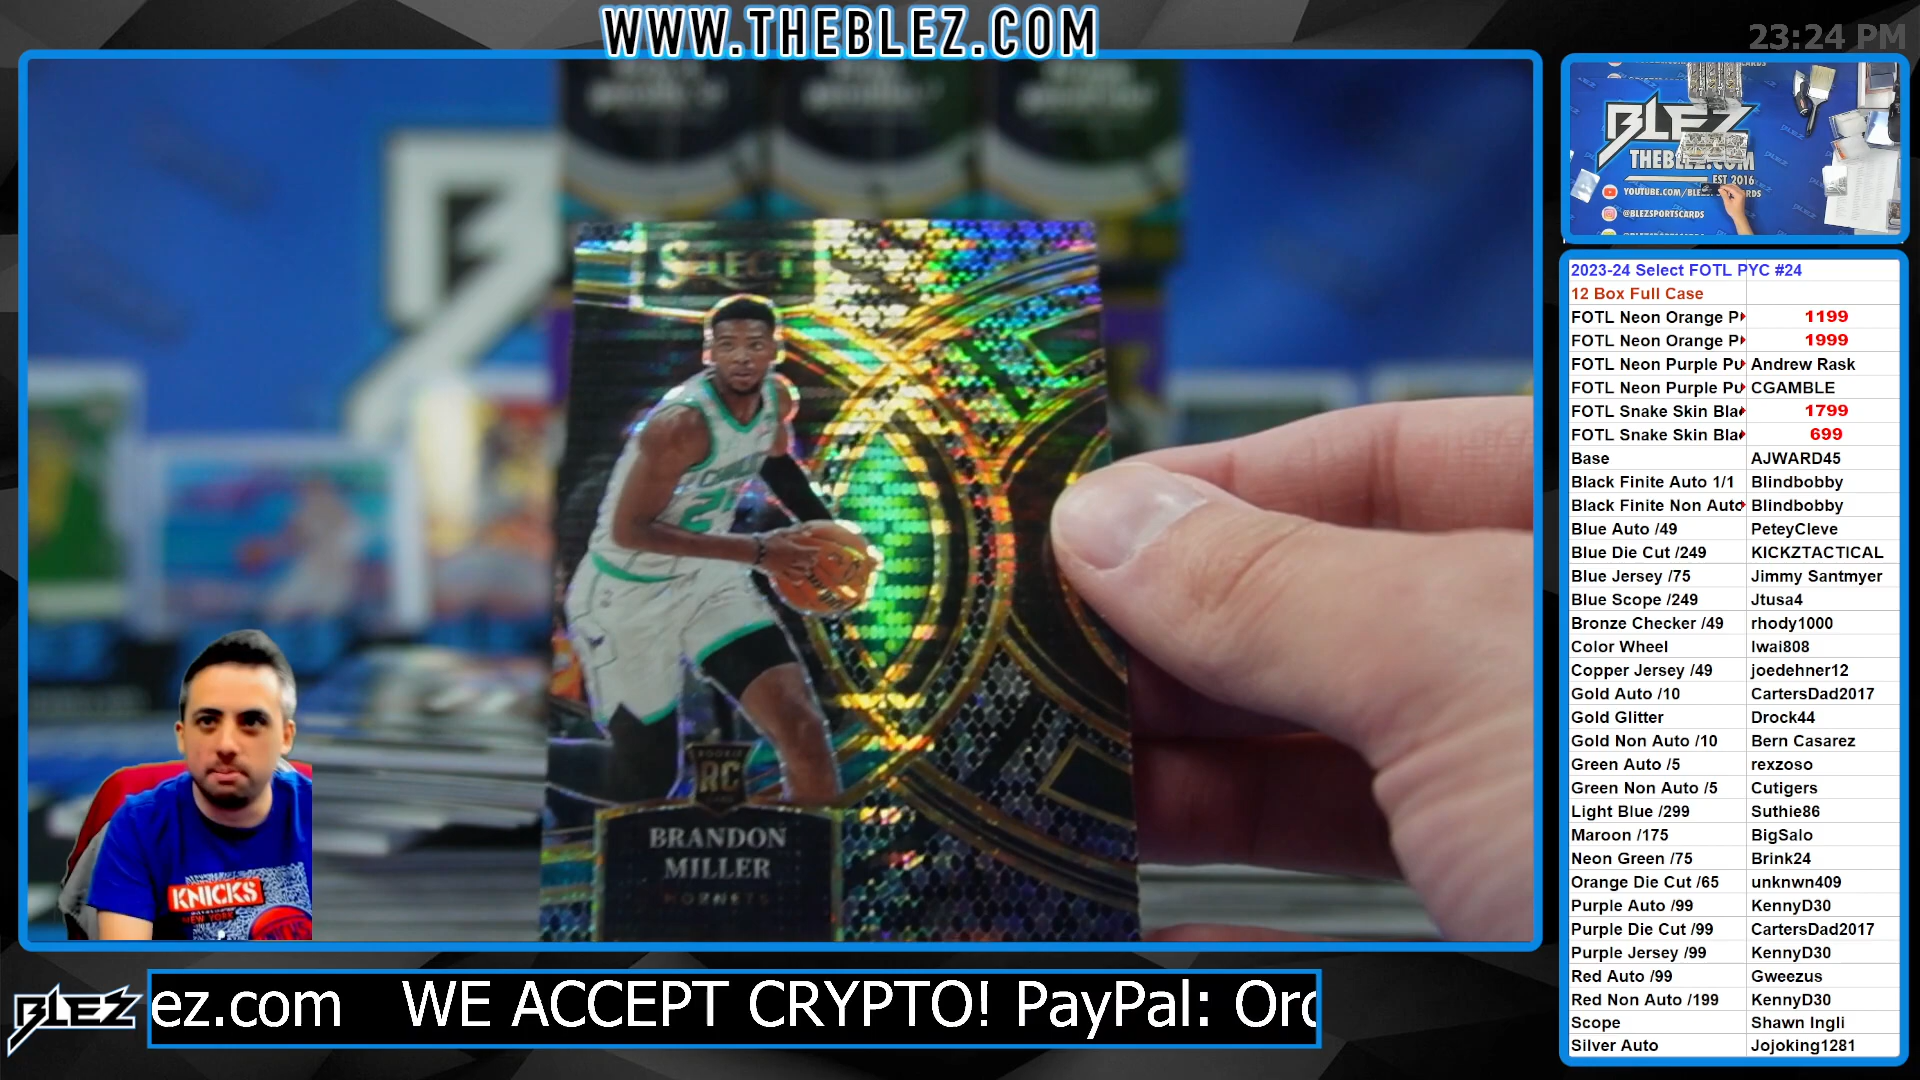 WWW.THEBLEZ.COM
23:24 PM
SELECT
BRANDON
MILLER
HORNETS
ROOKIE
RC
KNICKS
NEW YORK
BLEZ
THEBLEZ.COM
EST 2016
@BLEZSPORTSCARDS
2023-24 Select FOTL PYC #24
12 Box Full Case
FOTL Neon Orange P 1199
FOTL Neon Orange P 1999
FOTL Neon Purple Pu Andrew Rask
FOTL Neon Purple Pu CGAMBLE
FOTL Snake Skin Bla 1799
FOTL Snake Skin Bla 699
Base AJWARD45
Black Finite Auto 1/1 Blindbobby
Black Finite Non Auto Blindbobby
Blue Auto /49 PeteyCleve
Blue Die Cut /249 KICKZTACTICAL
Blue Jersey /75 Jimmy Santmyer
Blue Scope /249 Jtusa4
Bronze Checker /49 rhody1000
Color Wheel Iwai808
Copper Jersey /49 joedehner12
Gold Auto /10 CartersDad2017
Gold Glitter Drock44
Gold Non Auto /10 Bern Casarez
Green Auto /5 rexzoso
Green Non Auto /5 Cutigers
Light Blue /299 Suthie86
Maroon /175 BigSalo
Neon Green /75 Brink24
Orange Die Cut /65 unknwn409
Purple Auto /99 KennyD30
Purple Die Cut /99 CartersDad2017
Purple Jersey /99 KennyD30
Red Auto /99 Gweezus
Red Non Auto /199 KennyD30
Scope Shawn Ingli
Silver Auto Jojoking1281
BLEZ
ez.com WE ACCEPT CRYPTO! PayPal: Ord